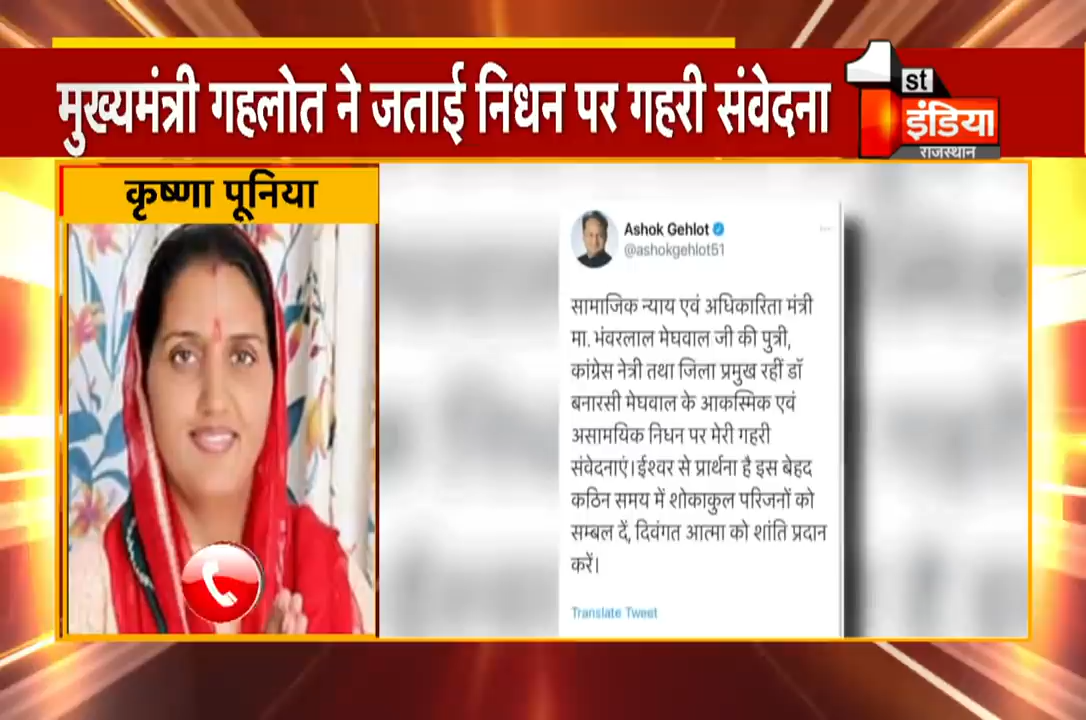 मुख्यमंत्री गहलोत ने जताई निधन पर गहरी संवेदना
1st
इंडिया
राजस्थान
कृष्णा पूनिया
Ashok Gehlot
@ashokgehlot51
सामाजिक न्याय एवं अधिकारिता मंत्री
मा. भंवरलाल मेघवाल जी की पुत्री,
कांग्रेस नेत्री तथा जिला प्रमुख रहीं डॉ
बनारसी मेघवाल के आकस्मिक एवं
असामयिक निधन पर मेरी गहरी
संवेदनाएं।ईश्वर से प्रार्थना है इस बेहद
कठिन समय में शोकाकुल परिजनों को
सम्बल दें, दिवंगत आत्मा को शांति प्रदान
करें।
Translate Tweet